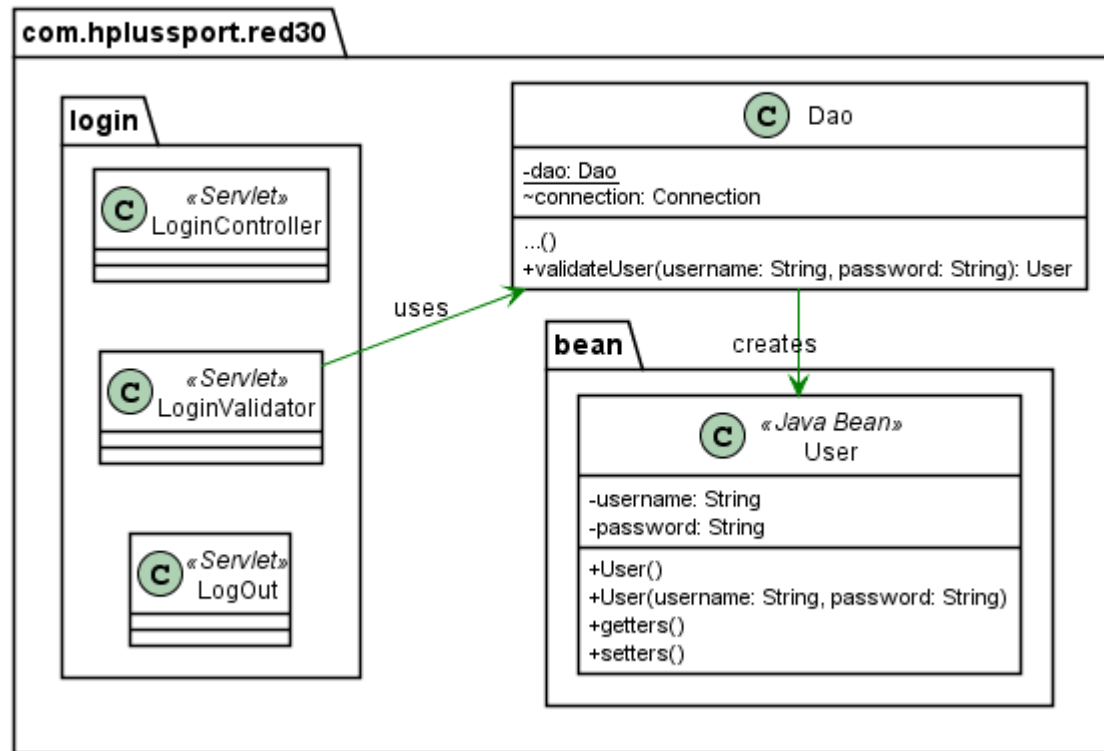 com.hplussport.red30
login
C
«Servlet»
LoginController
C
«Servlet»
LoginValidator
C
«Servlet»
LogOut
uses
C Dao
-dao: Dao
~connection: Connection
...()
+validateUser(username: String, password: String): User
creates
bean
C
«Java Bean»
User
-username: String
-password: String
+User()
+User(username: String, password: String)
+getters()
+setters()